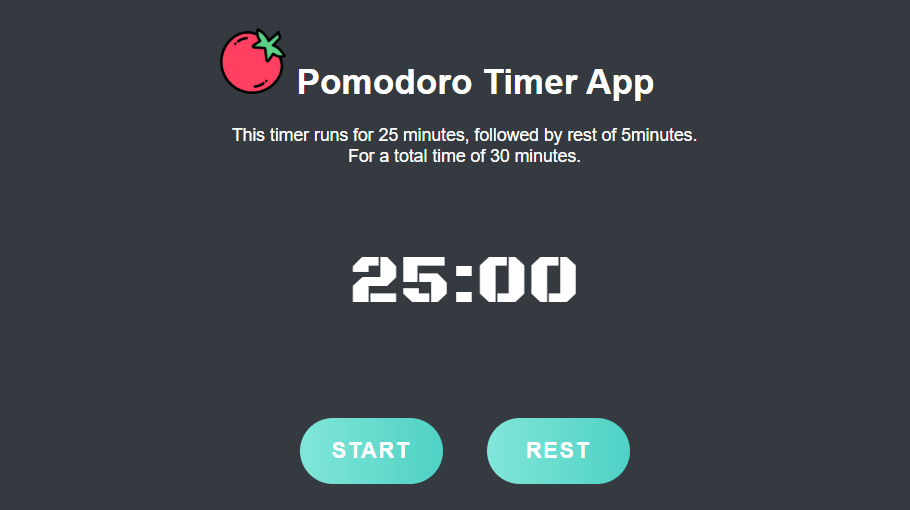 Pomodoro Timer App
This timer runs for 25 minutes, followed by rest of 5minutes.
For a total time of 30 minutes.
25:00
START
REST